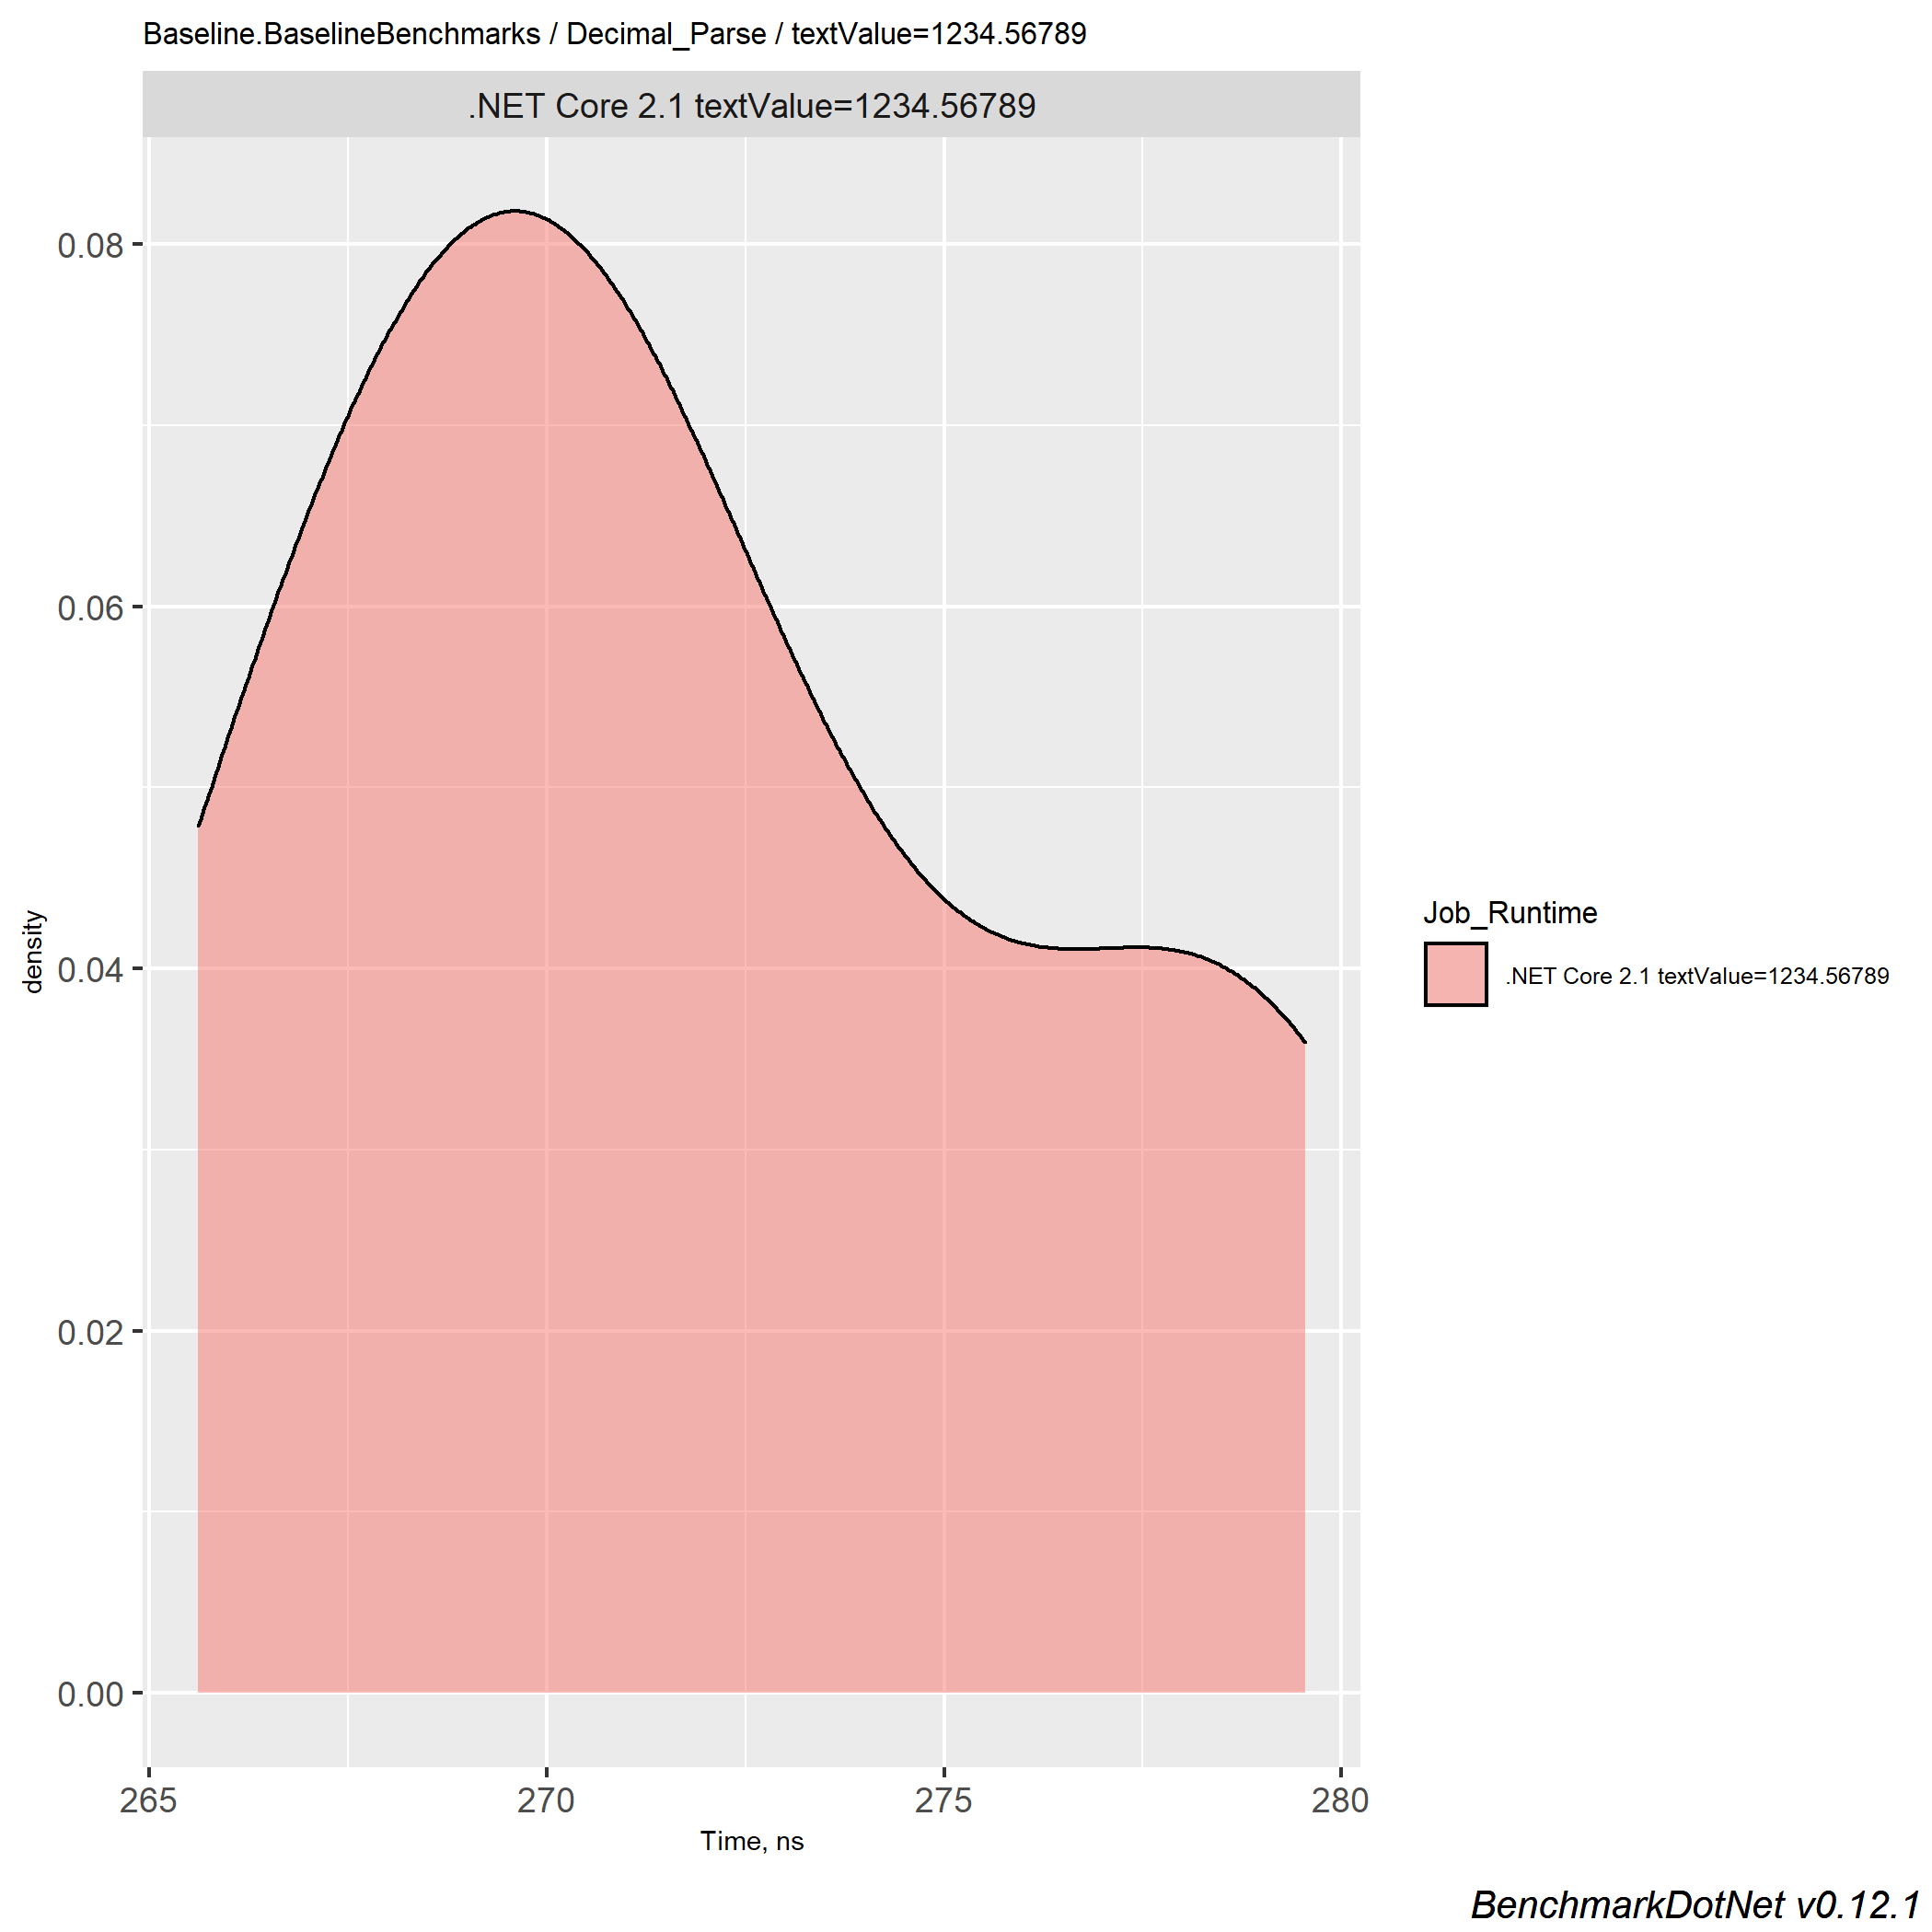 Baseline.BaselineBenchmarks / Decimal_Parse / textValue=1234.56789
.NET Core 2.1 textValue=1234.56789
0.08
0.06
0.04
0.02
0.00
density
265 270 275 280
Time, ns
Job_Runtime
.NET Core 2.1 textValue=1234.56789
BenchmarkDotNet v0.12.1